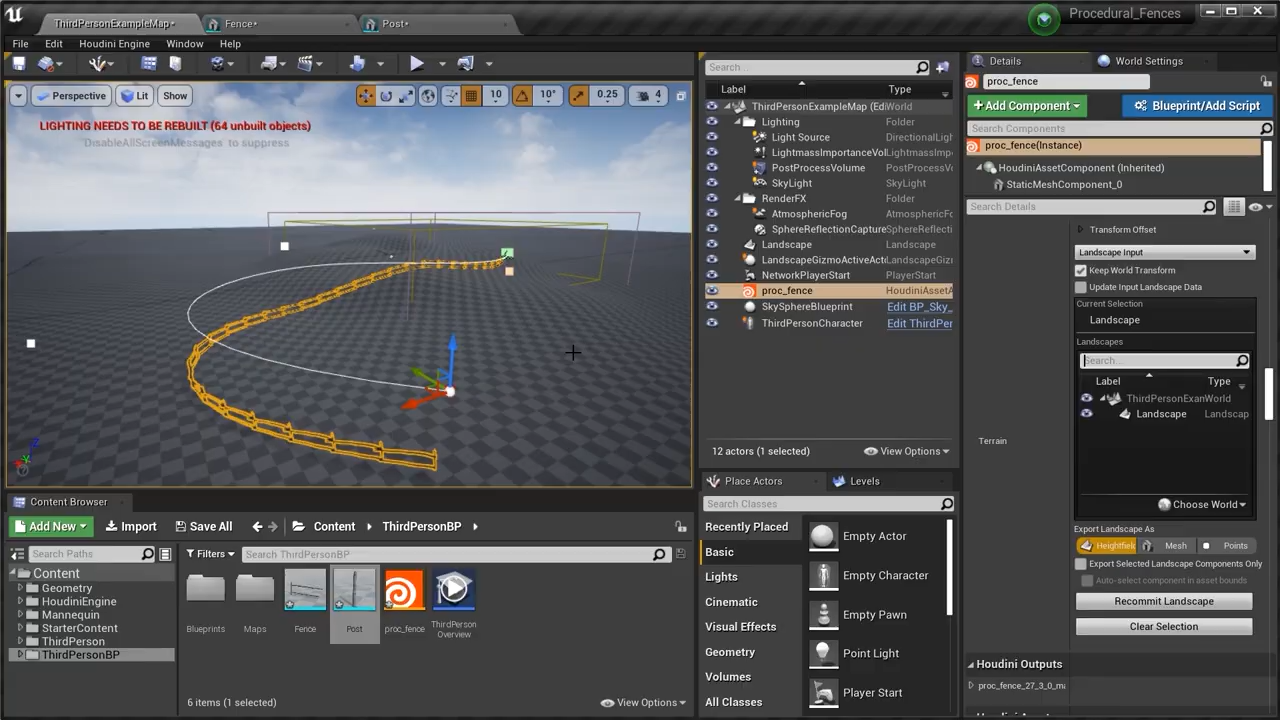 ThirdPersonExampleMap*
Fence*
Post*
Procedural_Fences
File
Edit
Houdini Engine
Window
Help
Perspective
Lit
Show
10
10°
0.25
4
LIGHTING NEEDS TO BE REBUILT (64 unbuilt objects)
DisableAllScreenMessages to suppress
Search...
Label
Type
ThirdPersonExampleMap (Edi
World
Lighting
Folder
Light Source
DirectionalLigh
LightmassImportanceVol
LightmassImp
PostProcessVolume
PostProcessV
SkyLight
SkyLight
RenderFX
Folder
AtmosphericFog
AtmosphericFo
SphereReflectionCapture
SphereReflecti
Landscape
Landscape
LandscapeGizmoActiveActo
LandscapeGiz
NetworkPlayerStart
PlayerStart
proc_fence
HoudiniAssetA
SkySphereBlueprint
Edit BP_Sky_
ThirdPersonCharacter
Edit ThirdPer
12 actors (1 selected)
View Options
Place Actors
Levels
Search Classes
Recently Placed
Basic
Lights
Cinematic
Visual Effects
Geometry
Volumes
All Classes
Empty Actor
Empty Character
Empty Pawn
Point Light
Player Start
Details
World Settings
proc_fence
+Add Component
Blueprint/Add Script
Search Components
proc_fence(Instance)
HoudiniAssetComponent (Inherited)
StaticMeshComponent_0
Search Details
Transform Offset
Landscape Input
Keep World Transform
Update Input Landscape Data
Current Selection
Landscape
Landscapes
Search...
Label
Type
ThirdPersonExam
World
Landscape
Landscap
Terrain
Choose World
Export Landscape As
Heightfiel
Mesh
Points
Export Selected Landscape Components Only
Auto-select component in asset bounds
Recommit Landscape
Clear Selection
Houdini Outputs
proc_fence_27_3_0_ma
Content Browser
Add New
Import
Save All
Content
ThirdPersonBP
Search Paths
Filters
Search ThirdPersonBP
Content
Geometry
HoudiniEngine
Mannequin
StarterContent
ThirdPerson
ThirdPersonBP
Blueprints
Maps
Fence
Post
proc_fence
ThirdPerson
Overview
6 items (1 selected)
View Options